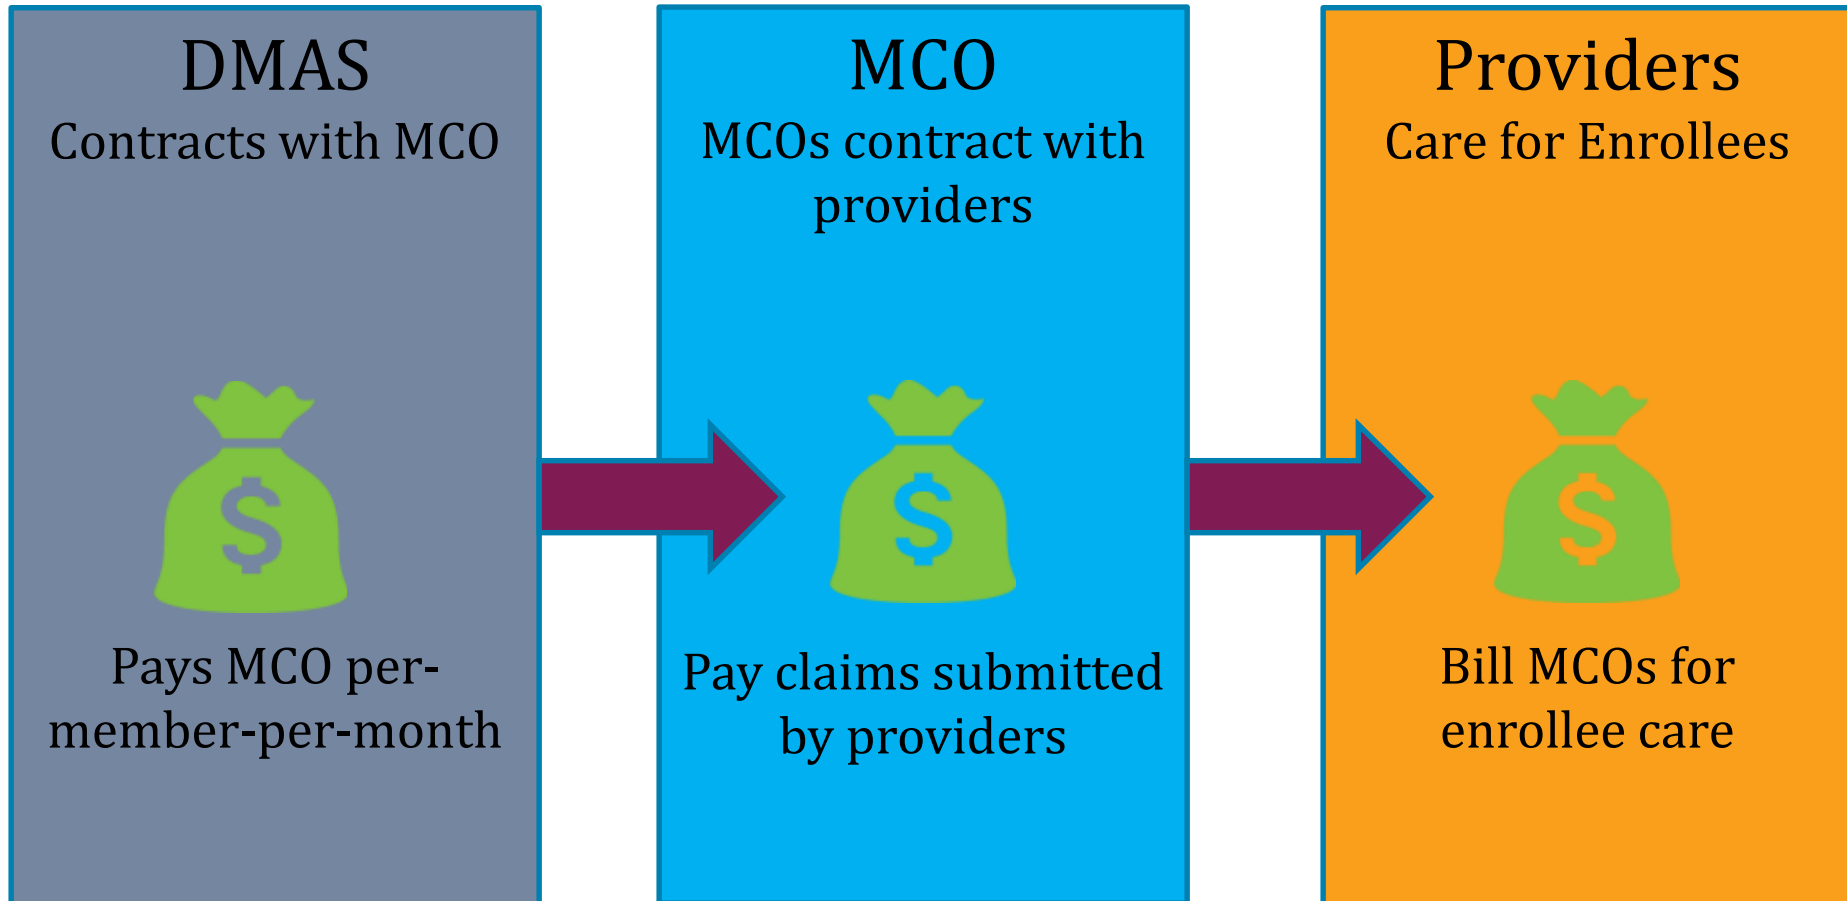 DMAS
Contracts with MCO
$
Pays MCO per-
member-per-month
MCO
MCOs contract with
providers
$
Pay claims submitted
by providers
Providers
Care for Enrollees
$
Bill MCOs for
enrollee care